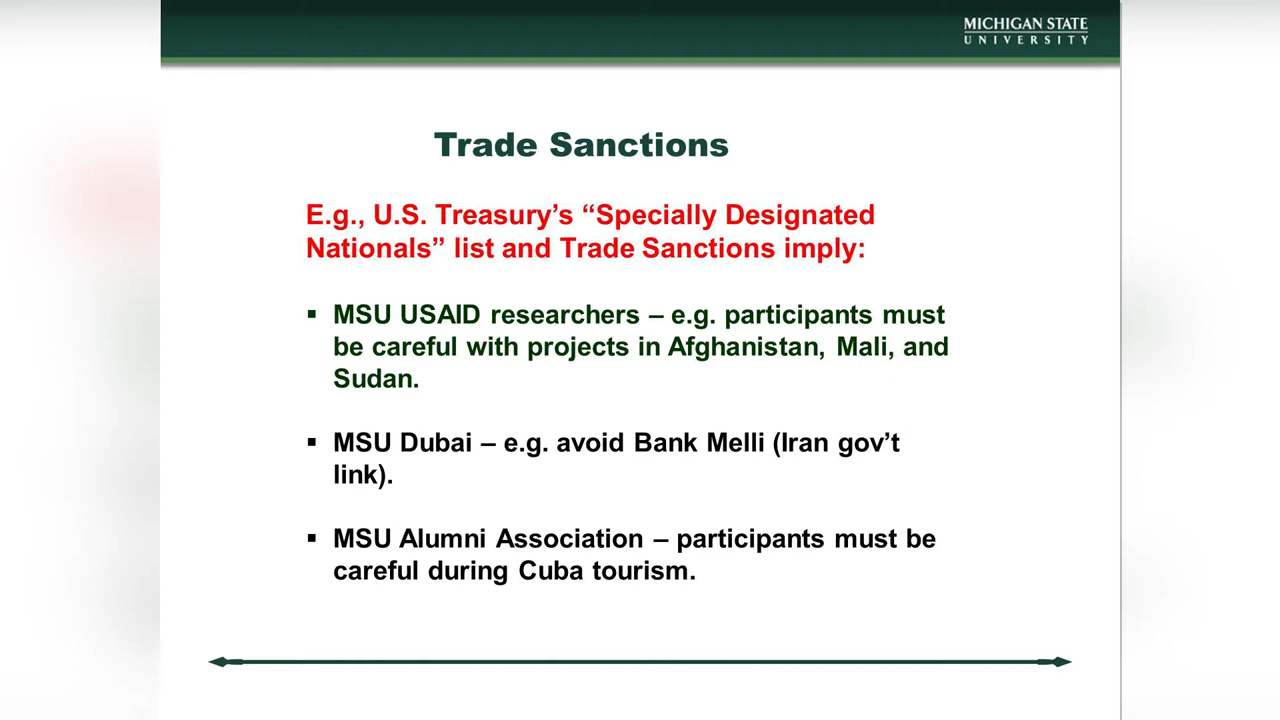 MICHIGAN STATE
UNIVERSITY
Trade Sanctions
E.g., U.S. Treasury’s “Specially Designated
Nationals” list and Trade Sanctions imply:
▪ MSU USAID researchers – e.g. participants must
be careful with projects in Afghanistan, Mali, and
Sudan.
▪ MSU Dubai – e.g. avoid Bank Melli (Iran gov’t
link).
▪ MSU Alumni Association – participants must be
careful during Cuba tourism.